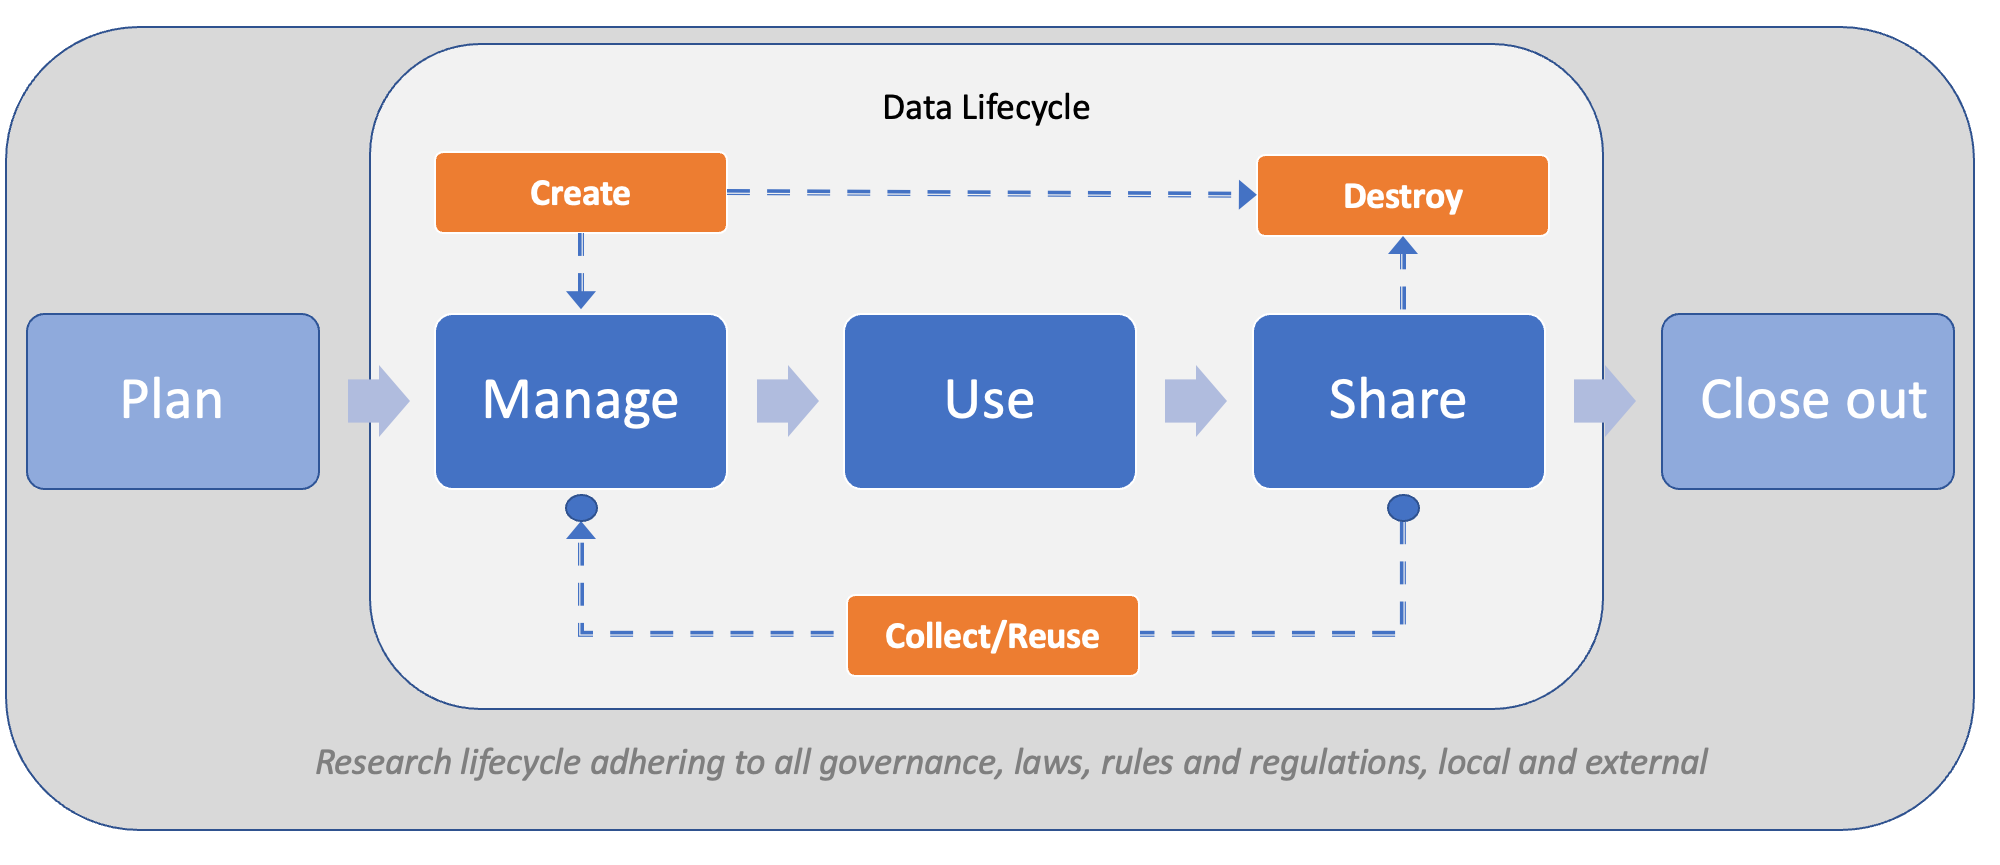 Data Lifecycle
Create
Destroy
Plan
Manage
Use
Share
Close out
Collect/Reuse
Research lifecycle adhering to all governance, laws, rules and regulations, local and external